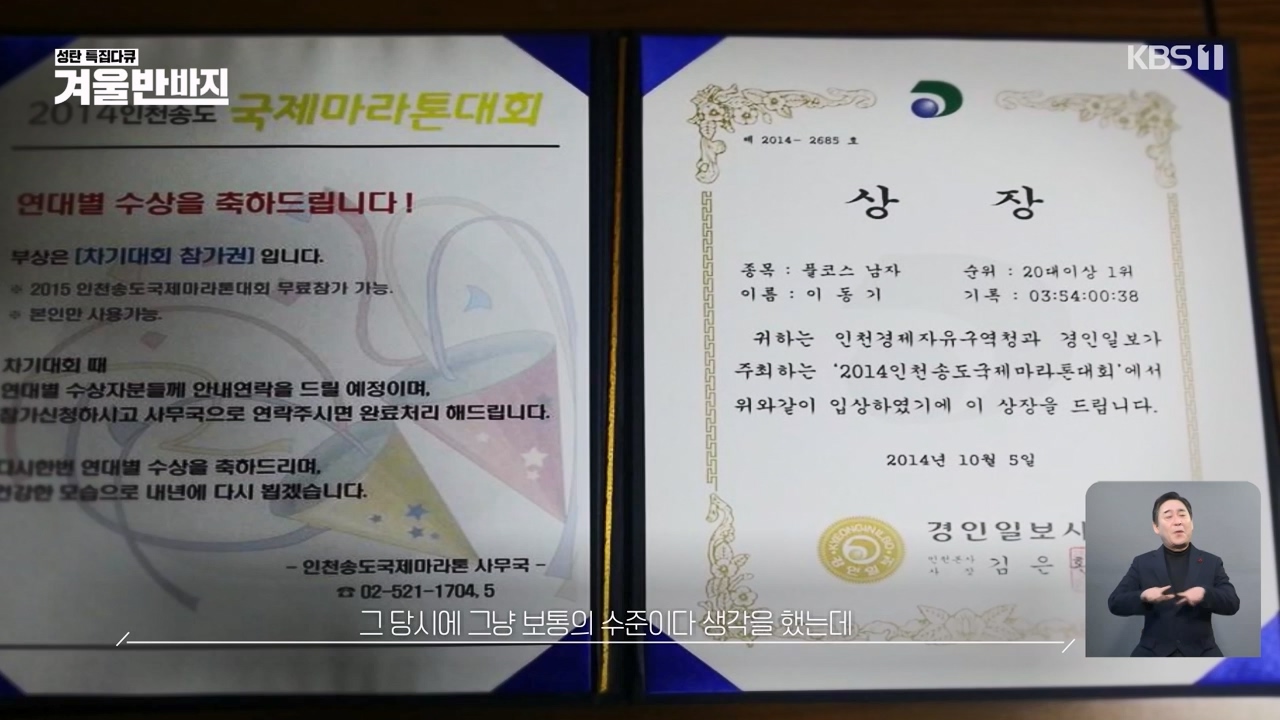 성탄 특집다큐
겨울반바지
KBS 1
2014인천송도 국제마라톤대회
연대별 수상을 축하드립니다!
부상은 [차기대회 참가권] 입니다.
※ 2015 인천송도국제마라톤대회 무료참가 가능.
※ 본인만 사용가능.
차기대회 때
연대별 수상자분들께 안내연락을 드릴 예정이며,
참가신청하시고 사무국으로 연락주시면 완료처리 해드립니다.
다시한번 연대별 수상을 축하드리며,
건강한 모습으로 내년에 다시 뵙겠습니다.
- 인천송도국제마라톤 사무국 -
☎ 02-521-1704, 5
제 2014- 2685 호
상 장
종목 : 풀코스 남자 순위 : 20대이상 1위
이름 : 이 동 기 기록 : 03:54:00:38
귀하는 인천경제자유구역청과 경인일보가
주최하는 '2014인천송도국제마라톤대회'에서
위와같이 입상하였기에 이 상장을 드립니다.
2014년 10월 5일
경인일보사
인천본사
사 장 김 은
그 당시에 그냥 보통의 수준이다 생각을 했는데